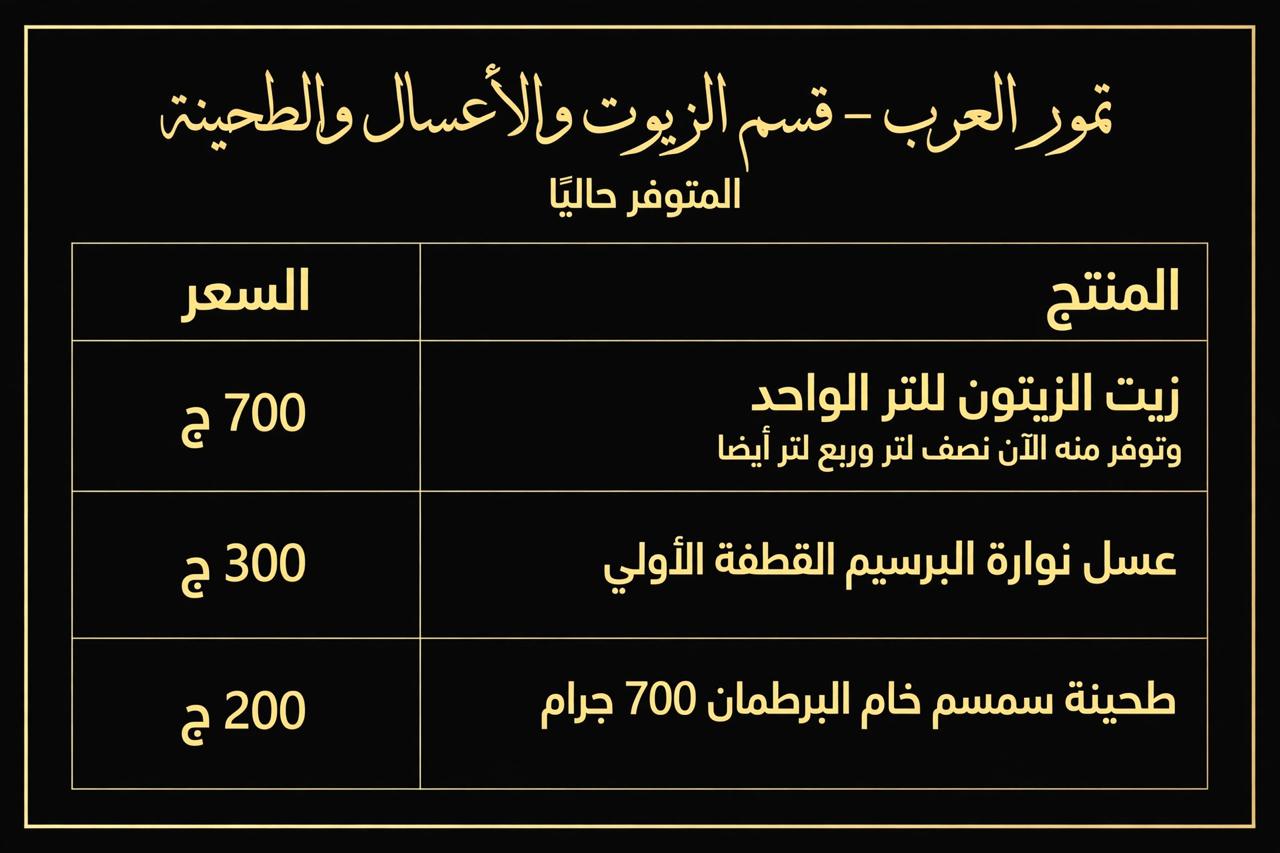 تمور العرب – قسم الزيوت والأعسال والطحينة
المتوفر حاليًا
المنتج
السعر
زيت الزيتون للتر الواحد
وتوفر منه الآن نصف لتر وربع لتر أيضا
700 ج
عسل نوارة البرسيم القطفة الأولي
300 ج
طحينة سمسم خام البرطمان 700 جرام
200 ج